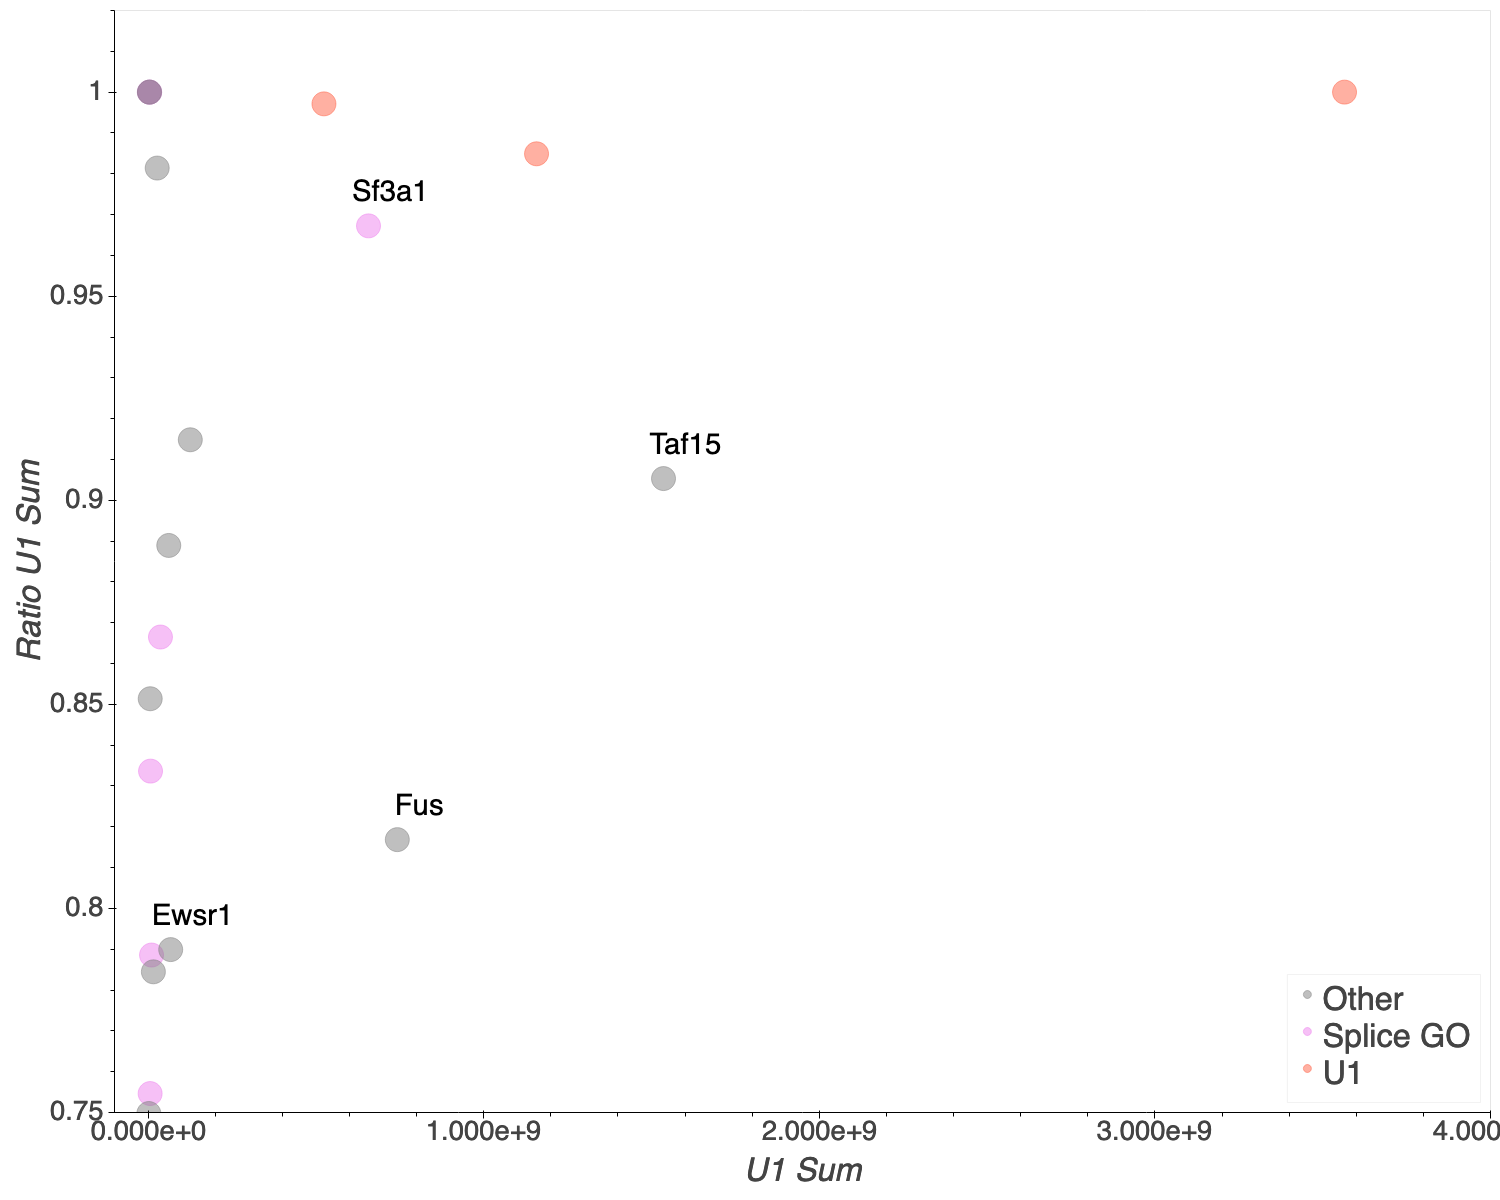 1
Sf3a1
0.95
Taf15
0.9
Ratio U1 Sum
0.85
Fus
0.8
Ewsr1
Other
Splice GO
U1
0.75
0.000e+0 1.000e+9 2.000e+9 3.000e+9 4.000
U1 Sum